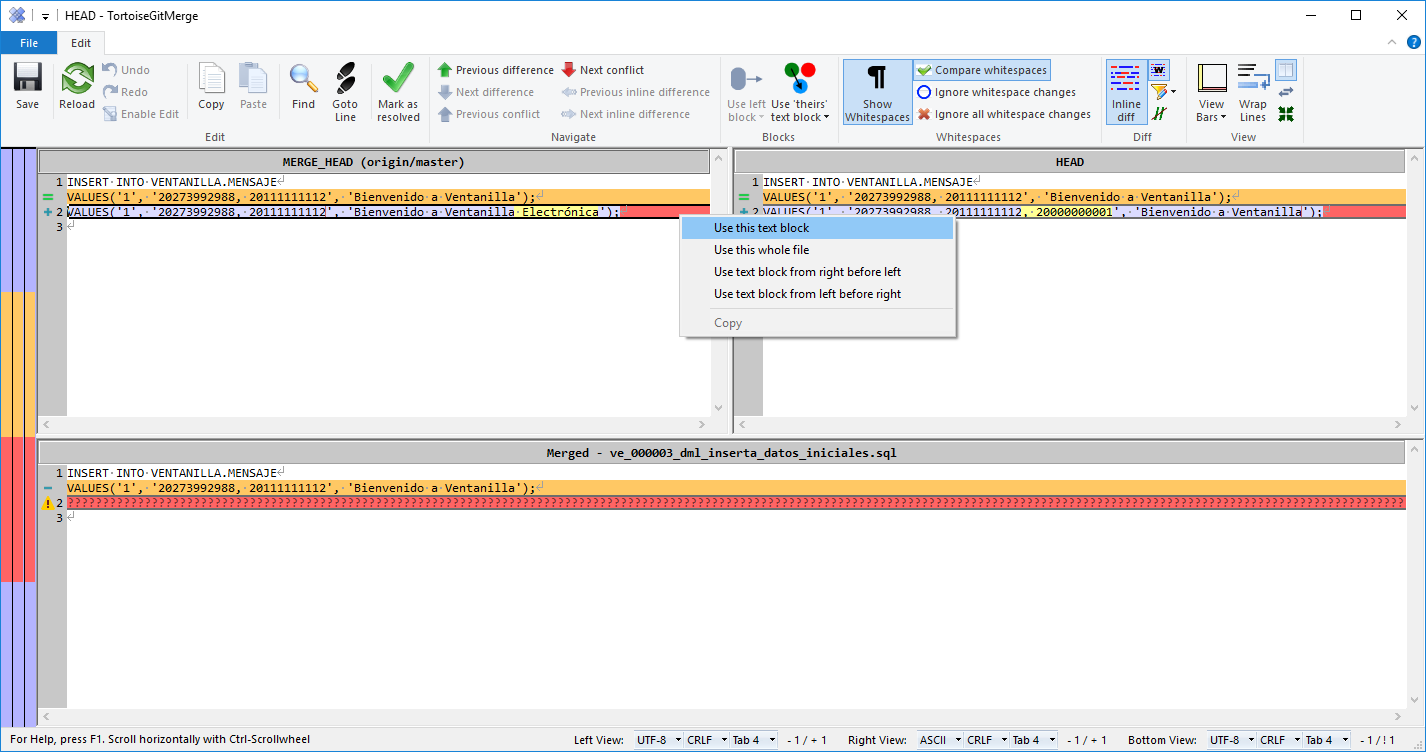 HEAD - TortoiseGitMerge
File Edit
Save
Reload
Undo
Redo
Enable Edit
Copy
Paste
Find
Goto Line
Mark as resolved
Edit
Previous difference
Next difference
Previous conflict
Next conflict
Previous inline difference
Next inline difference
Navigate
Use left block
Use 'theirs' text block
Blocks
Show Whitespaces
Compare whitespaces
Ignore whitespace changes
Ignore all whitespace changes
Whitespaces
Inline diff
Diff
View Bars
Wrap Lines
View
MERGE_HEAD (origin/master)
1 INSERT INTO VENTANILLA.MENSAJE
VALUES('1', '20273992988, 20111111112', 'Bienvenido a Ventanilla');
2 VALUES('1', '20273992988, 20111111112', 'Bienvenido a Ventanilla Electrónica');
3
HEAD
1 INSERT INTO VENTANILLA.MENSAJE
VALUES('1', '20273992988, 20111111112', 'Bienvenido a Ventanilla');
2 VALUES('1', '20273992988, 20111111112, 20000000001', 'Bienvenido a Ventanilla');
Use this text block
Use this whole file
Use text block from right before left
Use text block from left before right
Copy
Merged - ve_000003_dml_inserta_datos_iniciales.sql
1 INSERT INTO VENTANILLA.MENSAJE
VALUES('1', '20273992988, 20111111112', 'Bienvenido a Ventanilla');
2
3
For Help, press F1. Scroll horizontally with Ctrl-Scrollwheel
Left View: UTF-8 CRLF Tab 4 - 1 / + 1 Right View: ASCII CRLF Tab 4 - 1 / + 1 Bottom View: UTF-8 CRLF Tab 4 - 1 / ! 1